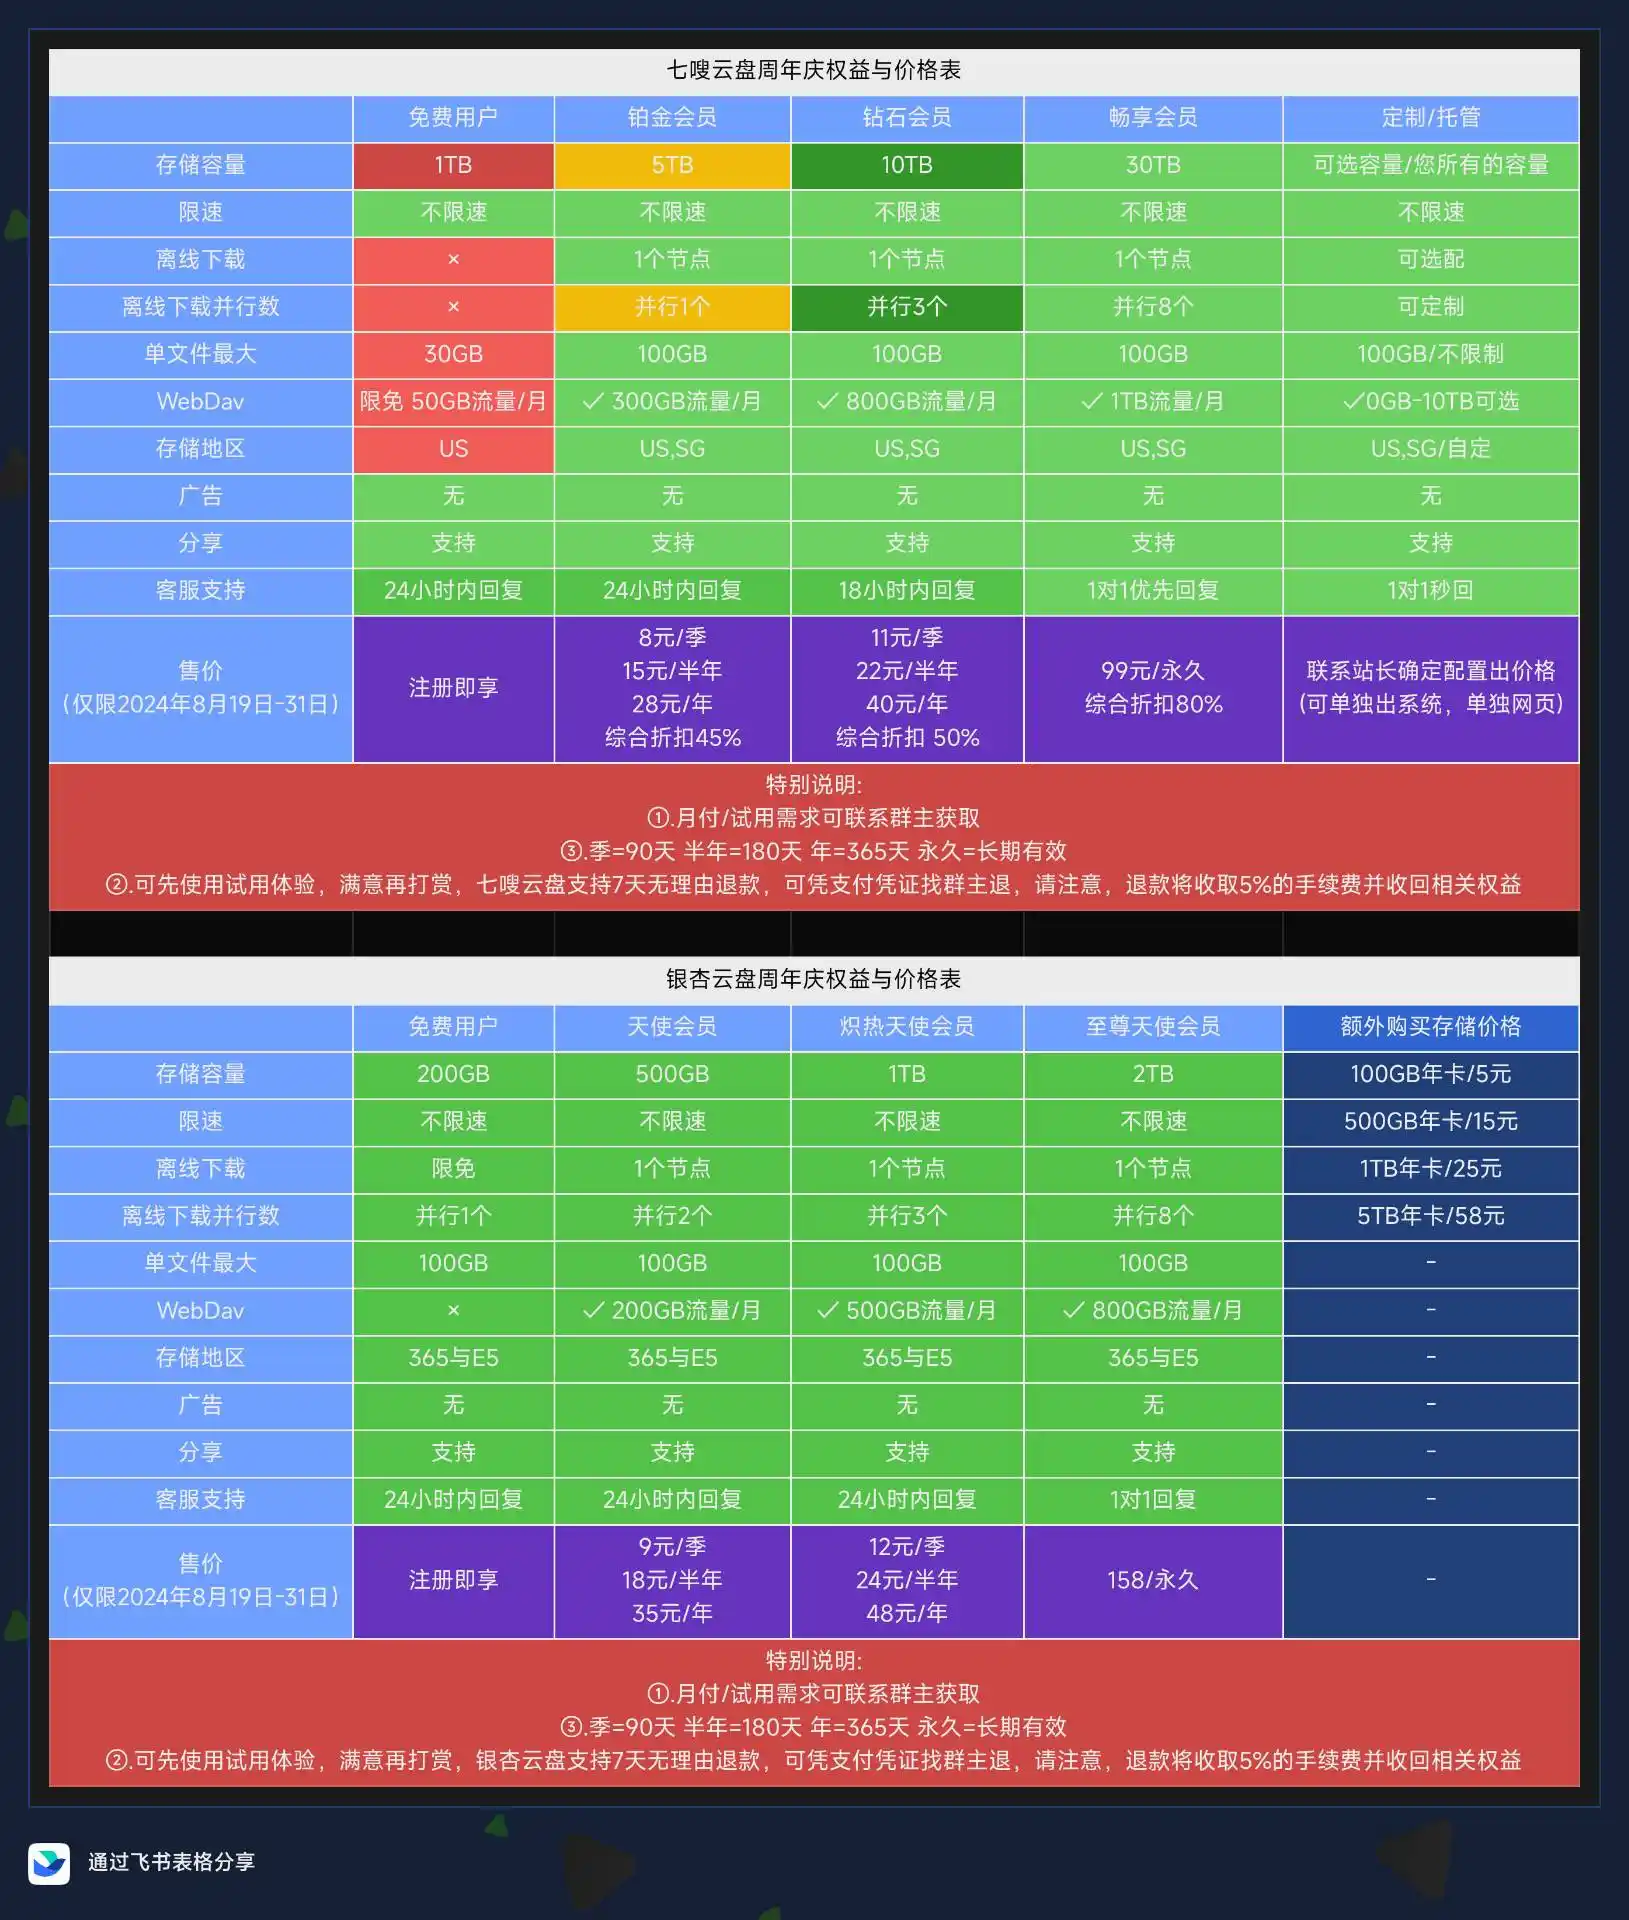 七嗖云盘周年庆权益与价格表
免费用户 铂金会员 钻石会员 畅享会员 定制/托管
存储容量 1TB 5TB 10TB 30TB 可选容量/您所有的容量
限速 不限速 不限速 不限速 不限速 不限速
离线下载 × 1个节点 1个节点 1个节点 可选配
离线下载并行数 × 并行1个 并行3个 并行8个 可定制
单文件最大 30GB 100GB 100GB 100GB 100GB/不限制
WebDav 限免 50GB流量/月 ✓ 300GB流量/月 ✓ 800GB流量/月 ✓ 1TB流量/月 ✓0GB-10TB可选
存储地区 US US,SG US,SG US,SG US,SG/自定
广告 无 无 无 无 无
分享 支持 支持 支持 支持 支持
客服支持 24小时内回复 24小时内回复 18小时内回复 1对1优先回复 1对1秒回
售价
（仅限2024年8月19日-31日）
注册即享
8元/季
15元/半年
28元/年
综合折扣45%
11元/季
22元/半年
40元/年
综合折扣 50%
99元/永久
综合折扣80%
联系站长确定配置出价格
(可单独出系统，单独网页)
特别说明:
①.月付/试用需求可联系群主获取
③.季=90天 半年=180天 年=365天 永久=长期有效
②.可先使用试用体验，满意再打赏，七嗖云盘支持7天无理由退款，可凭支付凭证找群主退，请注意，退款将收取5%的手续费并收回相关权益
银杏云盘周年庆权益与价格表
免费用户 天使会员 炽热天使会员 至尊天使会员 额外购买存储价格
存储容量 200GB 500GB 1TB 2TB 100GB年卡/5元
限速 不限速 不限速 不限速 不限速 500GB年卡/15元
离线下载 限免 1个节点 1个节点 1个节点 1TB年卡/25元
离线下载并行数 并行1个 并行2个 并行3个 并行8个 5TB年卡/58元
单文件最大 100GB 100GB 100GB 100GB -
WebDav × ✓ 200GB流量/月 ✓ 500GB流量/月 ✓ 800GB流量/月 -
存储地区 365与E5 365与E5 365与E5 365与E5 -
广告 无 无 无 无 -
分享 支持 支持 支持 支持 -
客服支持 24小时内回复 24小时内回复 24小时内回复 1对1回复 -
售价
（仅限2024年8月19日-31日）
注册即享
9元/季
18元/半年
35元/年
12元/季
24元/半年
48元/年
158/永久
-
特别说明:
①.月付/试用需求可联系群主获取
③.季=90天 半年=180天 年=365天 永久=长期有效
②.可先使用试用体验，满意再打赏，银杏云盘支持7天无理由退款，可凭支付凭证找群主退，请注意，退款将收取5%的手续费并收回相关权益
通过飞书表格分享